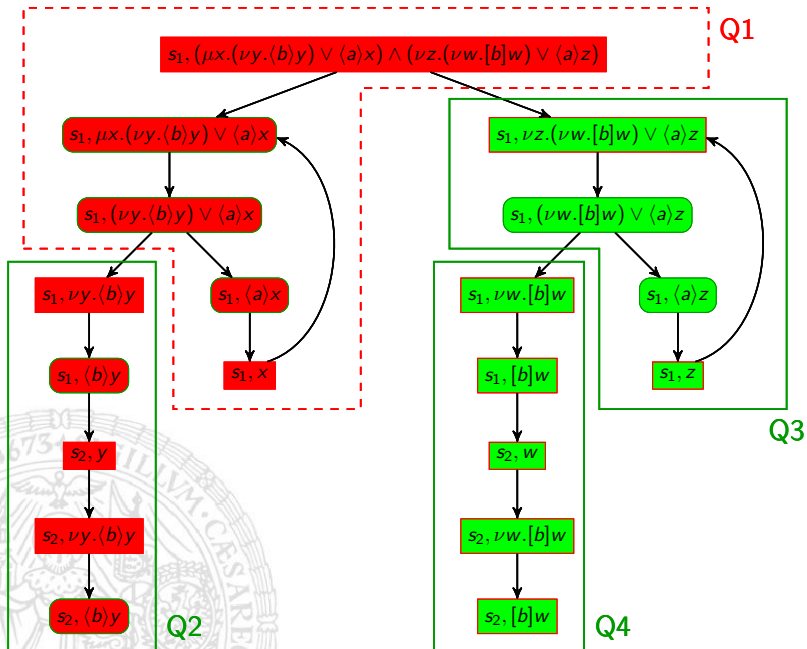 Q1
s₁, (μx.(νy.⟨b⟩y) ∨ ⟨a⟩x) ∧ (νz.(νw.[b]w) ∨ ⟨a⟩z)
s₁, μx.(νy.⟨b⟩y) ∨ ⟨a⟩x
s₁, νz.(νw.[b]w) ∨ ⟨a⟩z
s₁, (νy.⟨b⟩y) ∨ ⟨a⟩x
s₁, (νw.[b]w) ∨ ⟨a⟩z
s₁, νy.⟨b⟩y
s₁, ⟨a⟩x
s₁, νw.[b]w
s₁, ⟨a⟩z
s₁, ⟨b⟩y
s₁, x
s₁, [b]w
s₁, z
Q3
s₂, y
s₂, w
s₂, νy.⟨b⟩y
s₂, νw.[b]w
s₂, ⟨b⟩y
s₂, [b]w
Q2
Q4